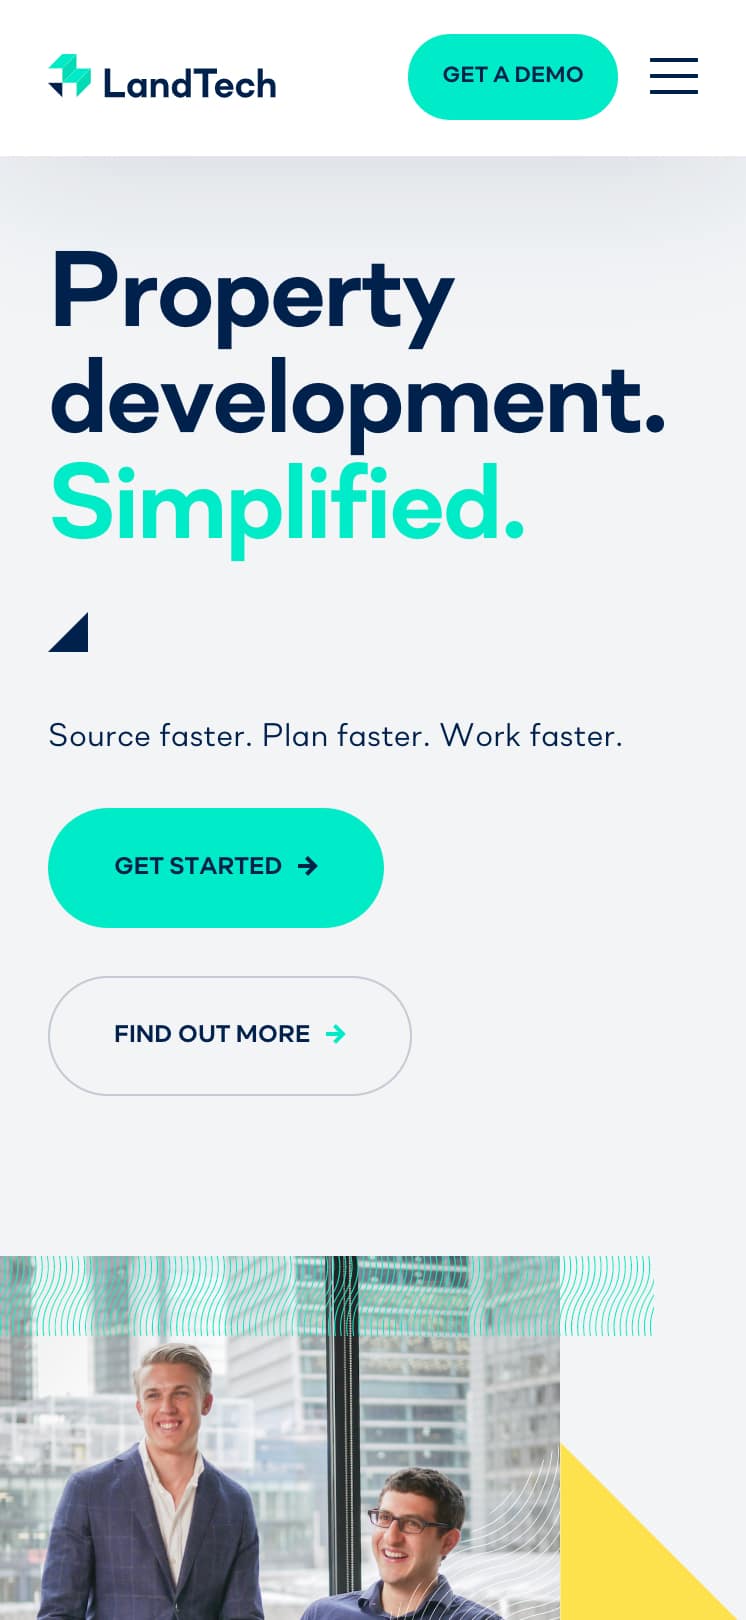 LandTech
GET A DEMO
Property
development.
Simplified.
Source faster. Plan faster. Work faster.
GET STARTED →
FIND OUT MORE →